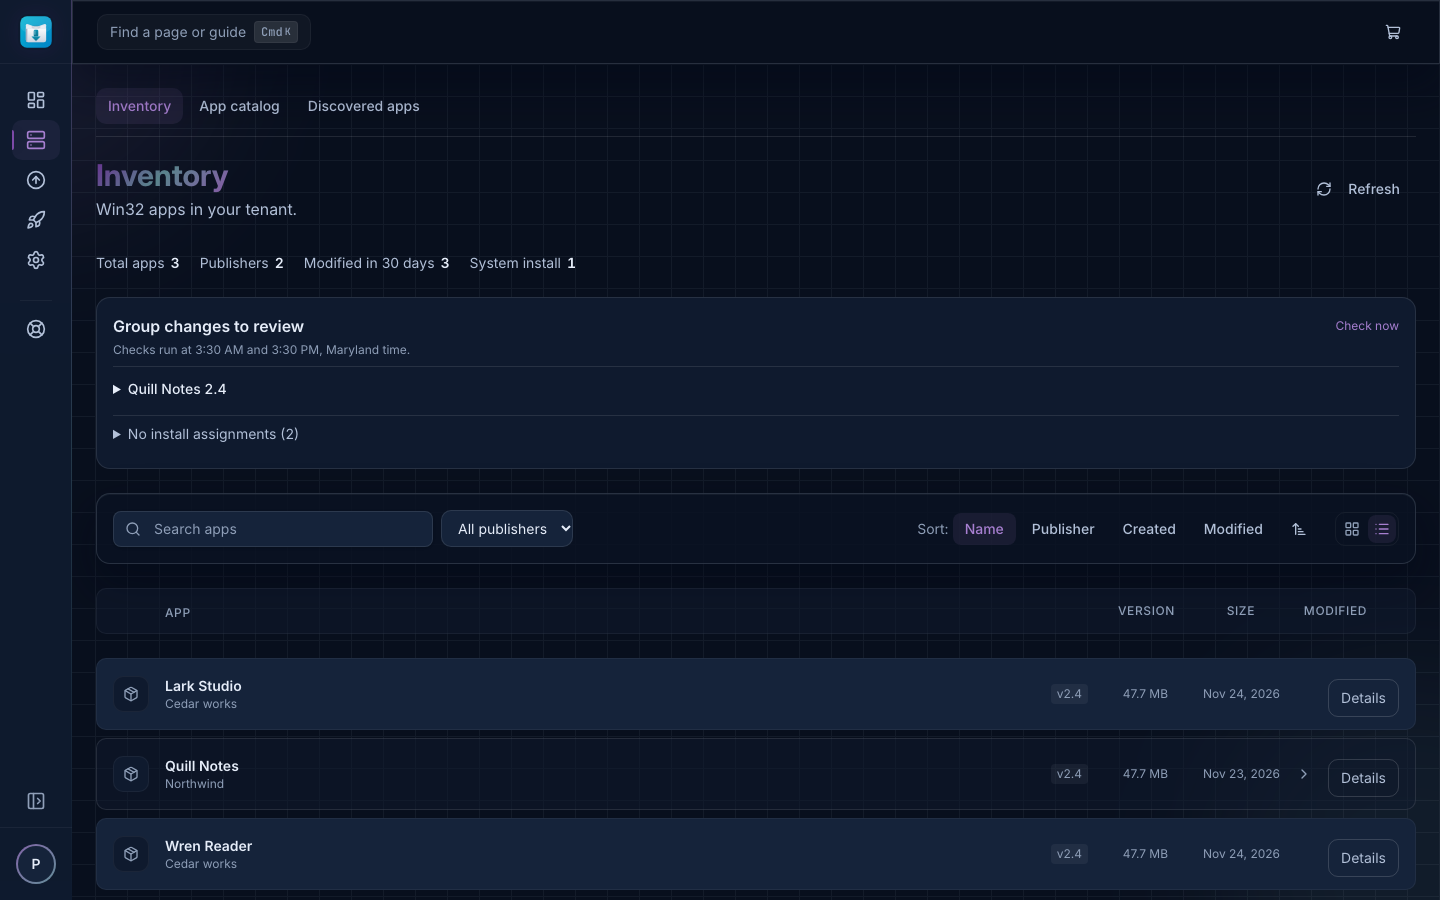 Find a page or guide Cmd K
Inventory App catalog Discovered apps
Inventory
Win32 apps in your tenant.
Refresh
Total apps 3 Publishers 2 Modified in 30 days 3 System install 1
Group changes to review
Check now
Checks run at 3:30 AM and 3:30 PM, Maryland time.
Quill Notes 2.4
No install assignments (2)
Search apps All publishers Sort: Name Publisher Created Modified
APP VERSION SIZE MODIFIED
Lark Studio
Cedar works
v2.4 47.7 MB Nov 24, 2026 Details
Quill Notes
Northwind
v2.4 47.7 MB Nov 23, 2026 Details
Wren Reader
Cedar works
v2.4 47.7 MB Nov 24, 2026 Details
P